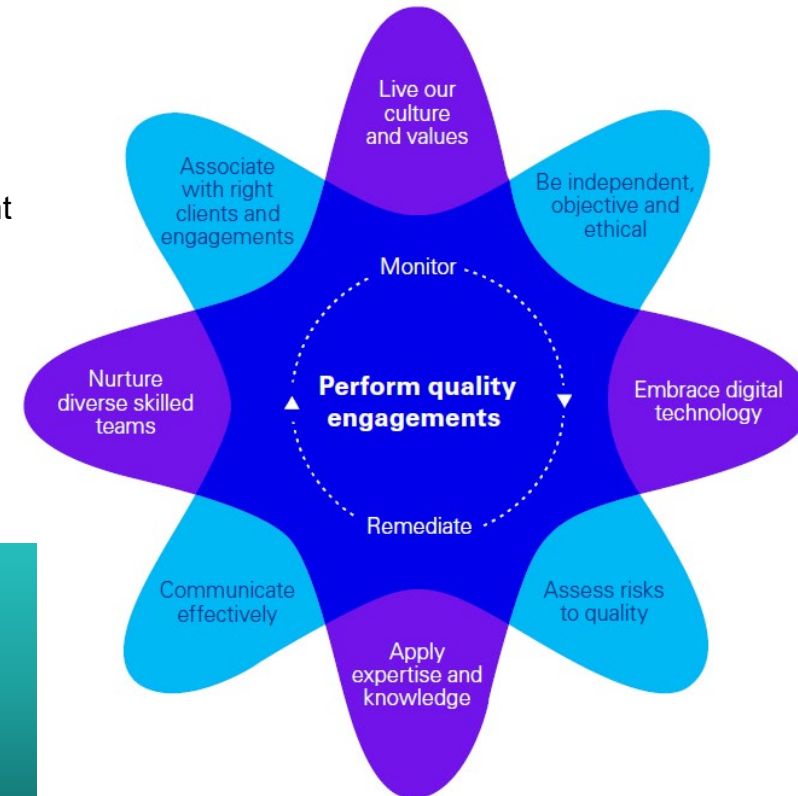 Live our
culture
and values
Associate
with right
clients and
engagements
Be independent,
objective and
ethical
Monitor
Nurture
diverse skilled
teams
Perform quality
engagements
Embrace digital
technology
Remediate
Communicate
effectively
Assess risks
to quality
Apply
expertise and
knowledge